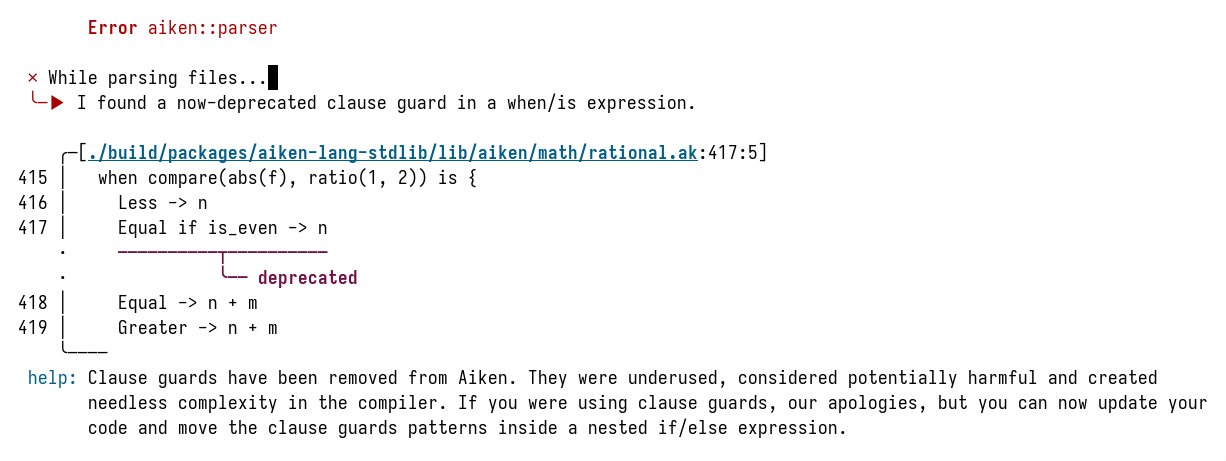 Error aiken::parser
× While parsing files...
╰─▶ I found a now-deprecated clause guard in a when/is expression.
╭─[./build/packages/aiken-lang-stdlib/lib/aiken/math/rational.ak:417:5]
415 │   when compare(abs(f), ratio(1, 2)) is {
416 │     Less -> n
417 │     Equal if is_even -> n
·     ──────────┬──────────
·               ╰── deprecated
418 │     Equal -> n + m
419 │     Greater -> n + m
╰────
help: Clause guards have been removed from Aiken. They were underused, considered potentially harmful and created
needless complexity in the compiler. If you were using clause guards, our apologies, but you can now update your
code and move the clause guards patterns inside a nested if/else expression.